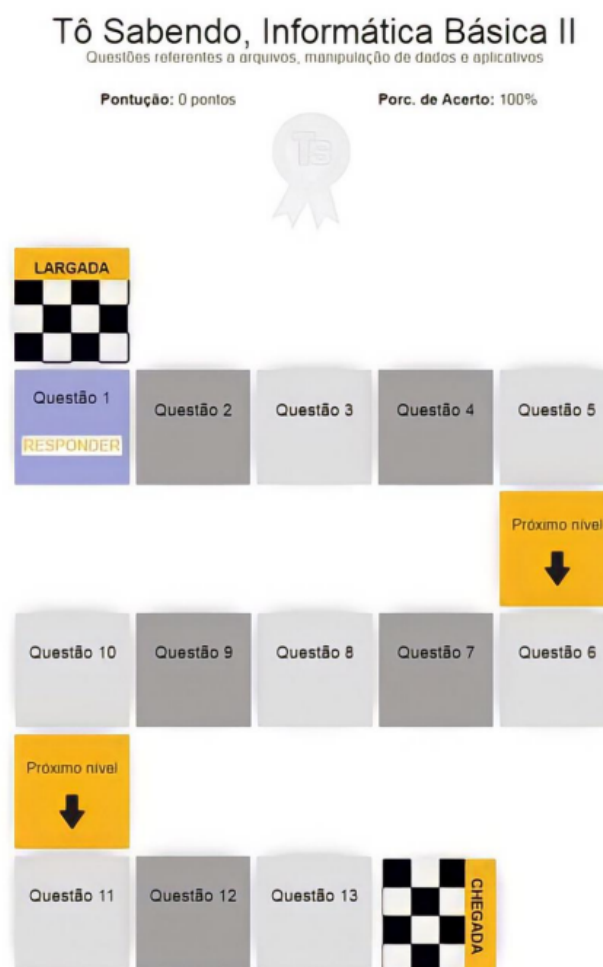 Tô Sabendo, Informática Básica II
Questões referentes a arquivos, manipulação de dados e aplicativos
Pontução: 0 pontos
Porc. de Acerto: 100%
Ts
LARGADA
Questão 1
RESPONDER
Questão 2
Questão 3
Questão 4
Questão 5
Próximo nível
Questão 10
Questão 9
Questão 8
Questão 7
Questão 6
Próximo nível
Questão 11
Questão 12
Questão 13
CHEGADA